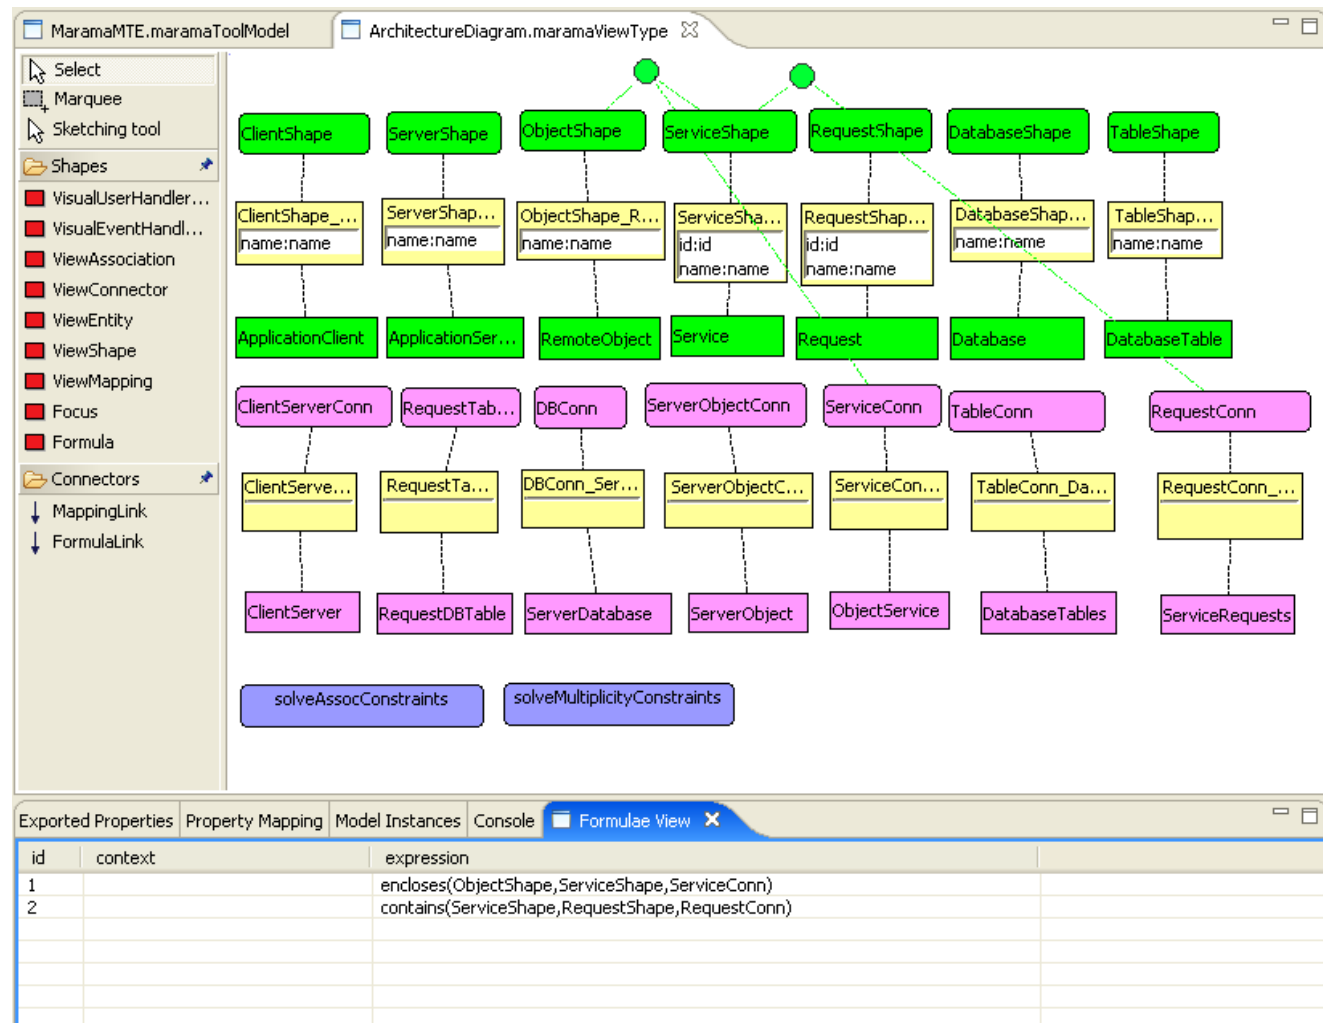 MaramaMTE.maramaToolModel
ArchitectureDiagram.maramaViewType
Select
Marquee
Sketching tool
Shapes
VisualUserHandler...
VisualEventHandl...
ViewAssociation
ViewConnector
ViewEntity
ViewShape
ViewMapping
Focus
Formula
Connectors
MappingLink
FormulaLink
ClientShape
ServerShape
ObjectShape
ServiceShape
RequestShape
DatabaseShape
TableShape
ClientShape_...
name:name
ServerShap...
name:name
ObjectShape_R...
name:name
ServiceSha...
id:id
name:name
RequestShap...
id:id
name:name
DatabaseShap...
name:name
TableShap...
name:name
ApplicationClient
ApplicationSer...
RemoteObject
Service
Request
Database
DatabaseTable
ClientServerConn
RequestTab...
DBConn
ServerObjectConn
ServiceConn
TableConn
RequestConn
ClientServe...
RequestTa...
DBConn_Ser...
ServerObjectC...
ServiceCon...
TableConn_Da...
RequestConn_...
ClientServer
RequestDBTable
ServerDatabase
ServerObject
ObjectService
DatabaseTables
ServiceRequests
solveAssocConstraints
solveMultiplicityConstraints
Exported Properties
Property Mapping
Model Instances
Console
Formulae View
id
context
expression
1
encloses(ObjectShape,ServiceShape,ServiceConn)
2
contains(ServiceShape,RequestShape,RequestConn)